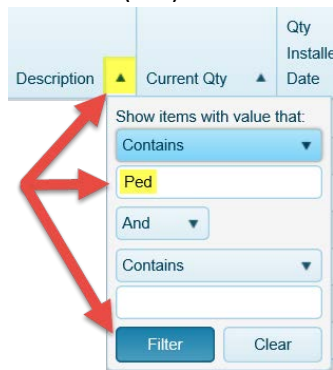 Qty
Installe
Description Current Qty Date
Show items with value that:
Contains
Ped
And
Contains
Filter Clear